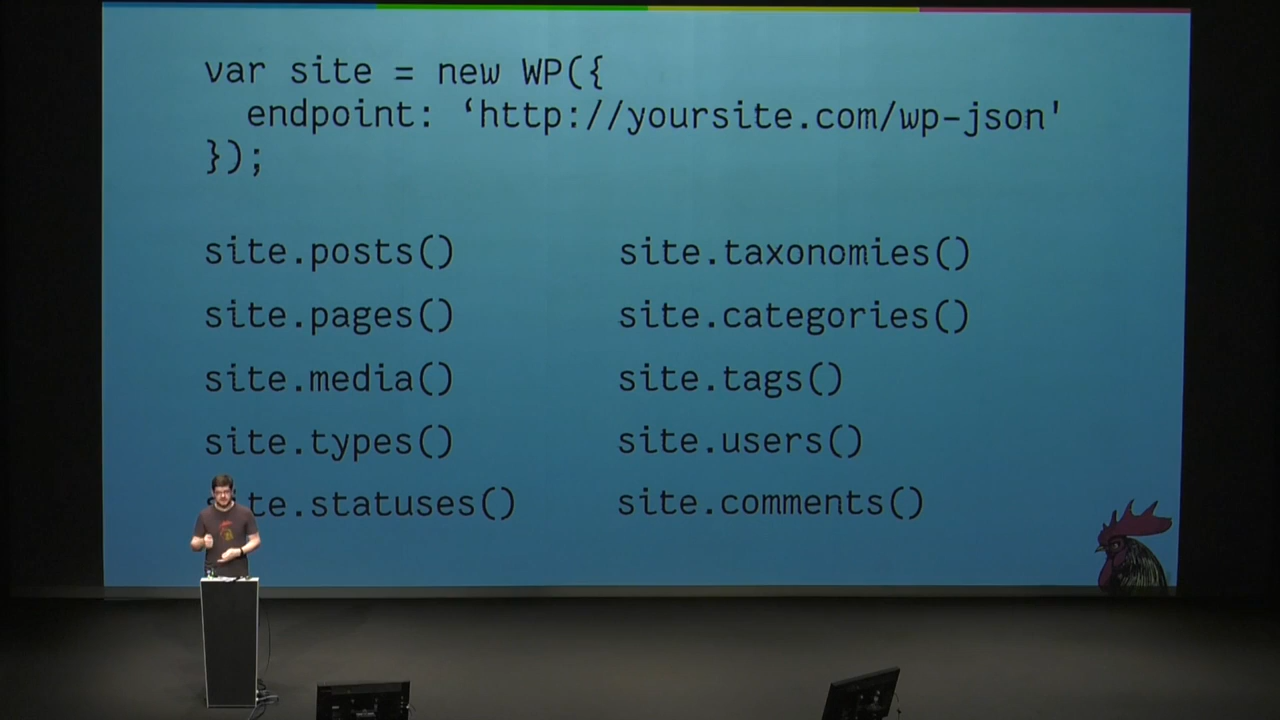 var site = new WP({
endpoint: ‘http://yoursite.com/wp-json'
});
site.posts()
site.pages()
site.media()
site.types()
te.statuses()
site.taxonomies()
site.categories()
site.tags()
site.users()
site.comments()